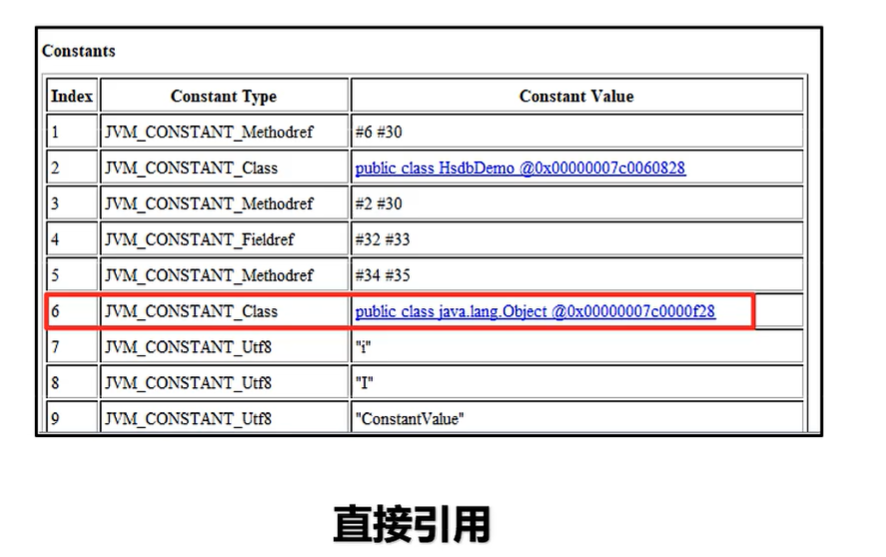 Constants
Index Constant Type Constant Value
1 JVM_CONSTANT_Methodref #6 #30
2 JVM_CONSTANT_Class public class HsdbDemo @0x00000007c0060828
3 JVM_CONSTANT_Methodref #2 #30
4 JVM_CONSTANT_Fieldref #32 #33
5 JVM_CONSTANT_Methodref #34 #35
6 JVM_CONSTANT_Class public class java.lang.Object @0x00000007c0000f28
7 JVM_CONSTANT_Utf8 "i"
8 JVM_CONSTANT_Utf8 "I"
9 JVM_CONSTANT_Utf8 "ConstantValue"
直接引用